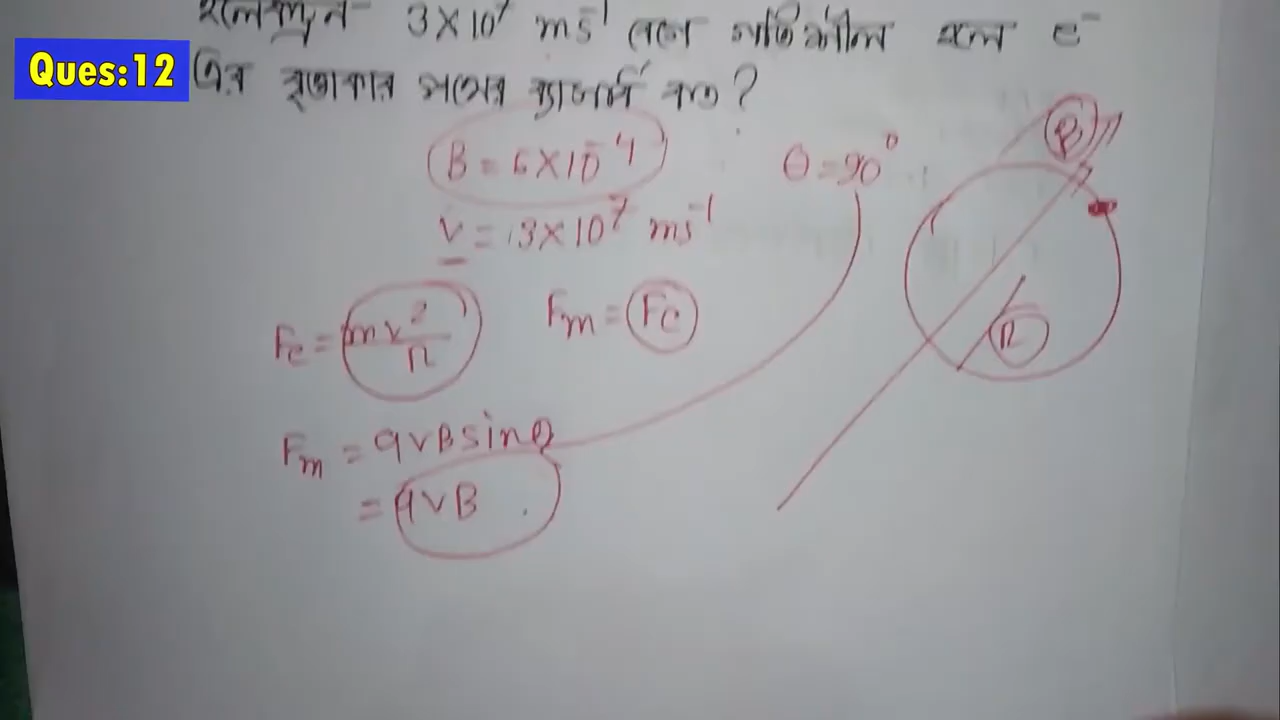 ইলেকট্রন 3×10⁷ ms⁻¹ বেগে গতিশীল হলে e⁻
Ques:12
এর বৃত্তাকার পথের ব্যাসার্ধ কত?
B = 6×10⁻⁴
θ = 90°
B
v = 3×10⁷ ms⁻¹
Fc = mv²/r
Fm = Fc
r
Fm = qvB sinθ
= qvB